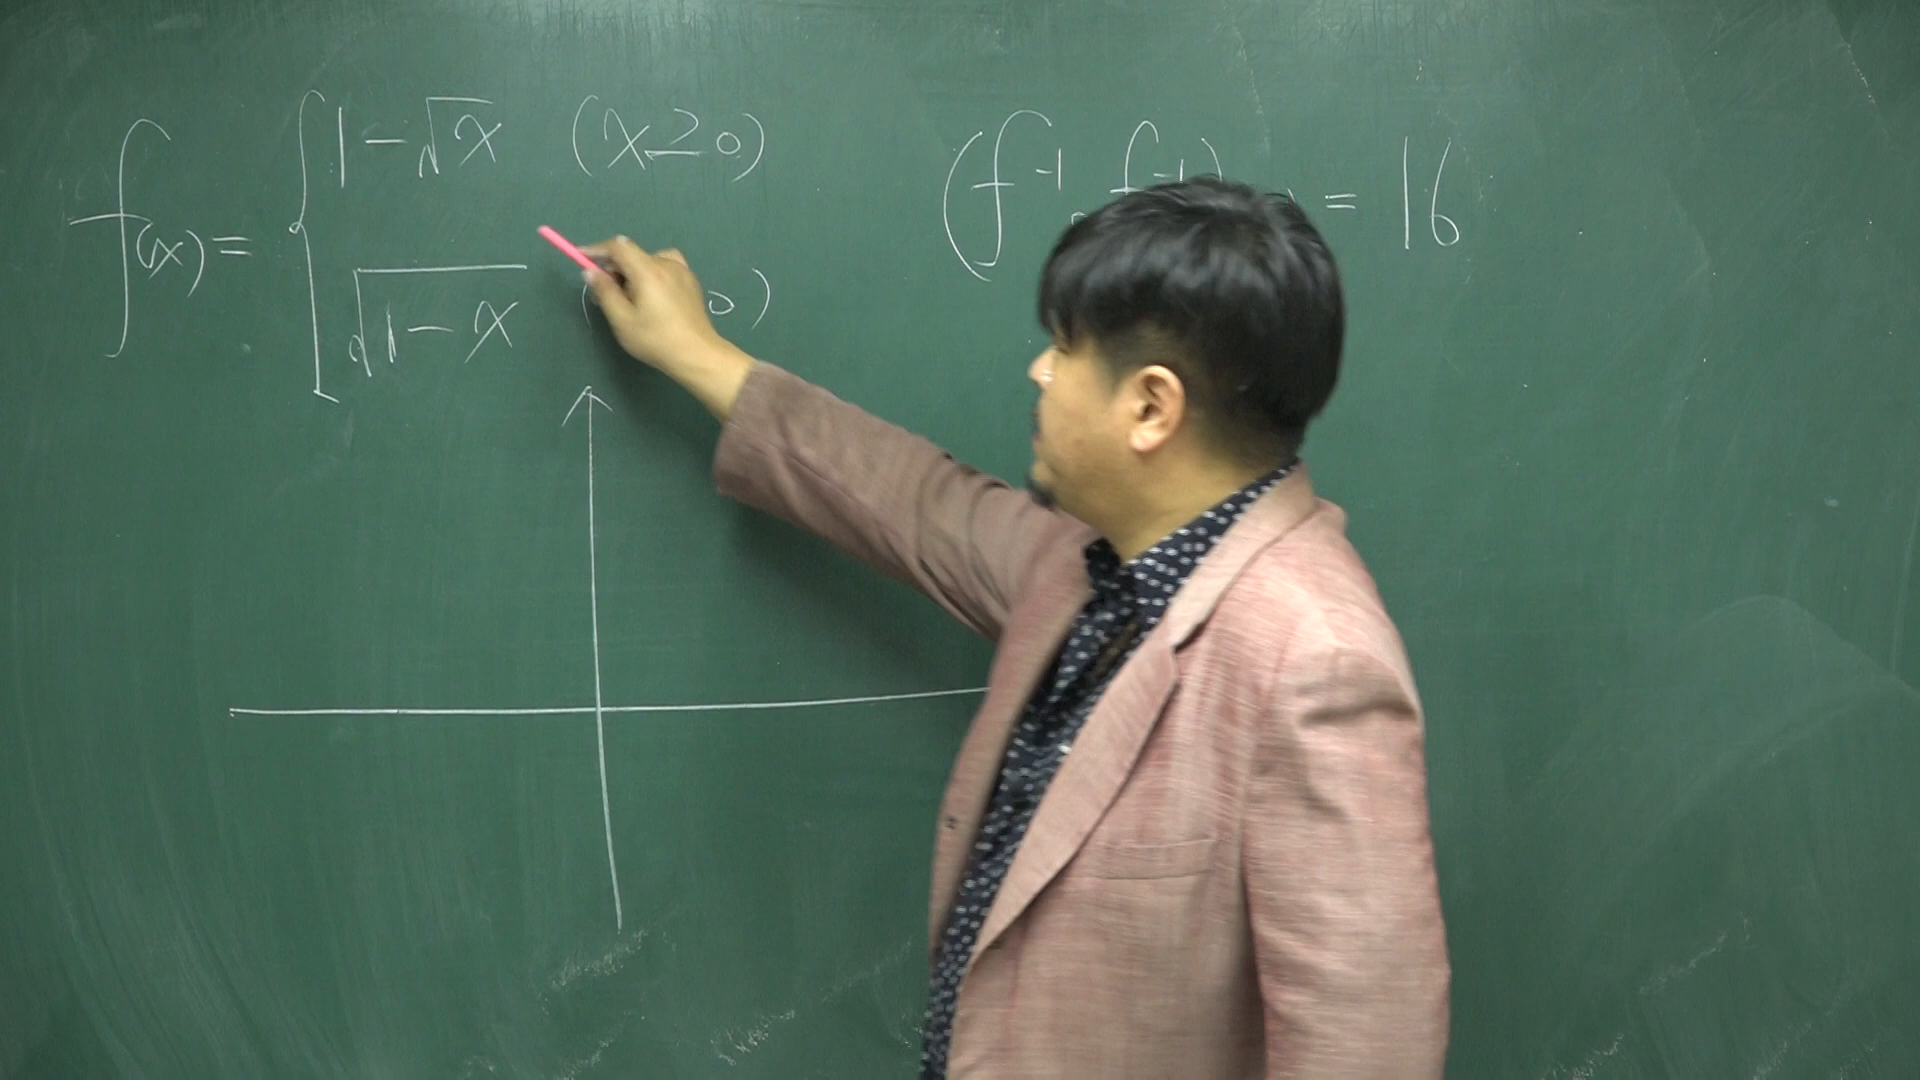 f(x) = { 1 - √x (x ≥ 0)
√(1 - x) ( 0 )
(f⁻¹ ∘ f⁻¹) ) = 16